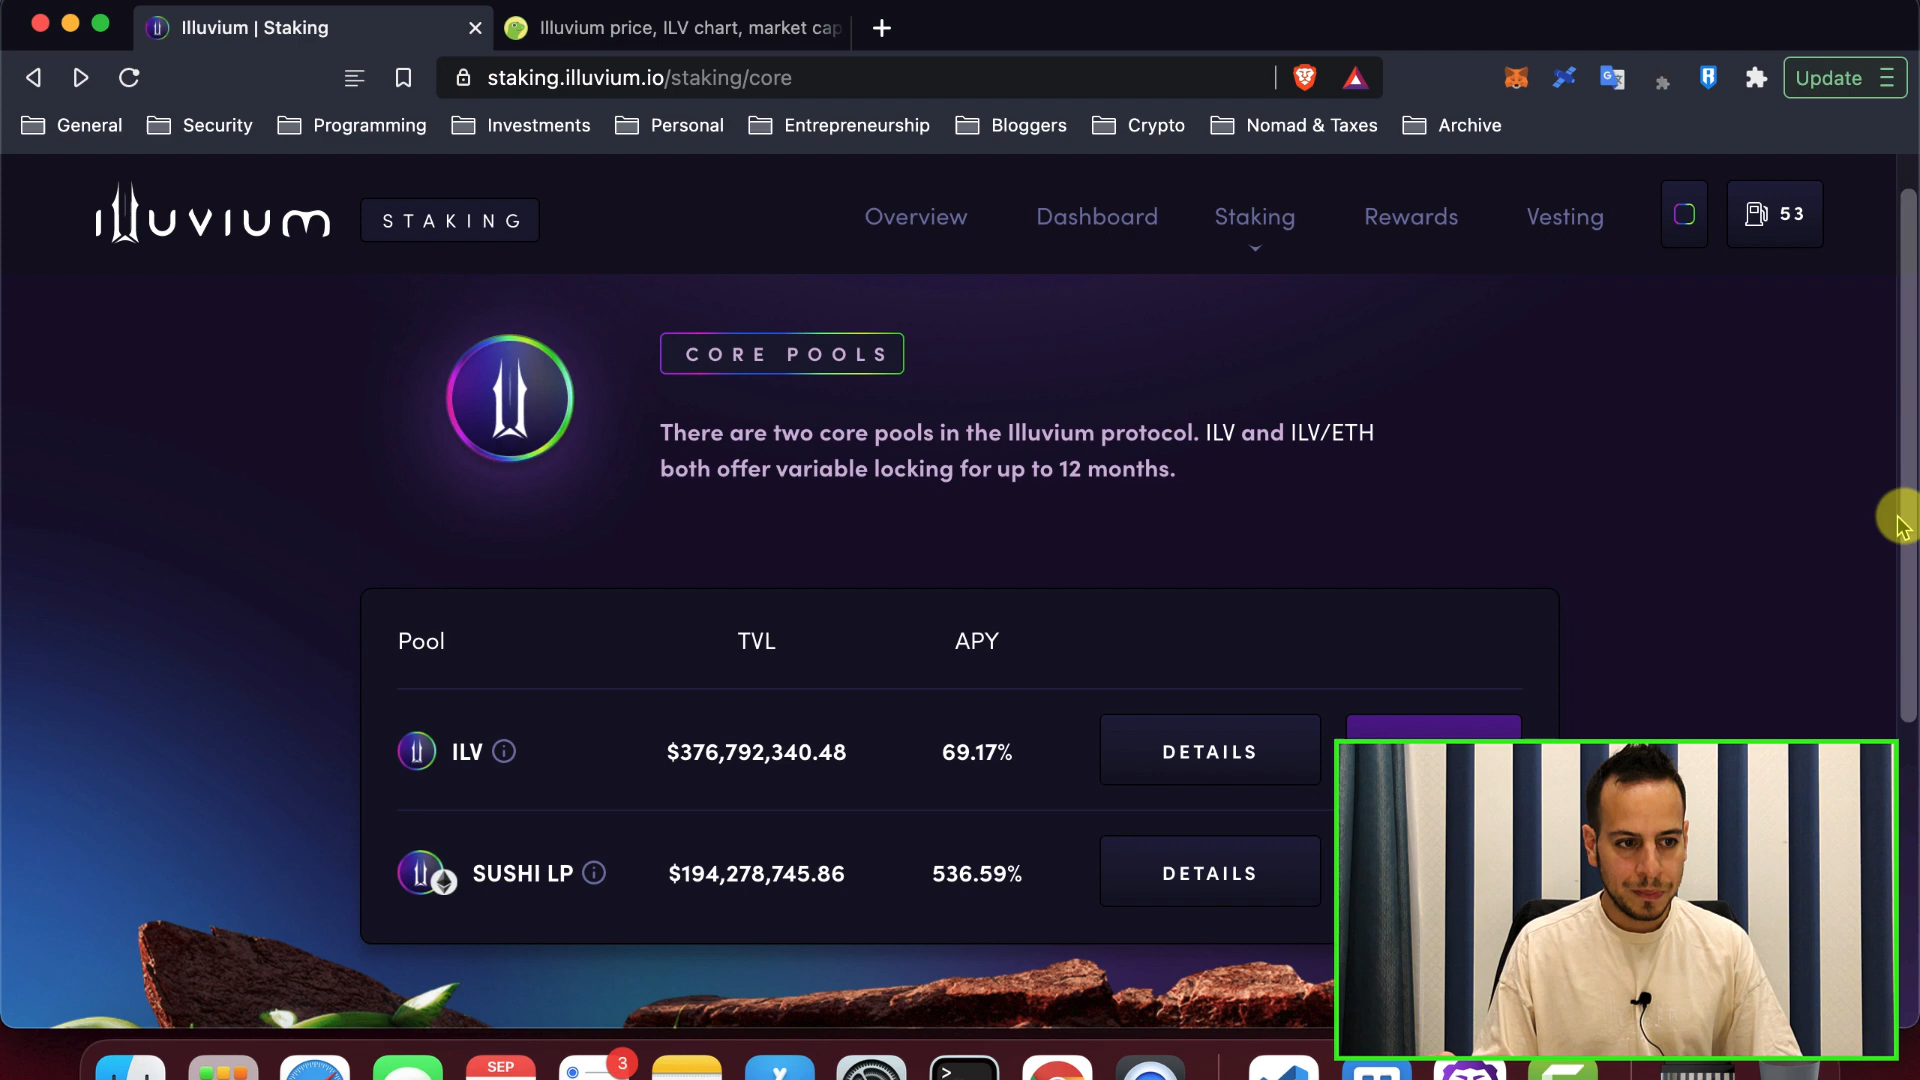 Illuvium | Staking
Illuvium price, ILV chart, market cap
staking.illuvium.io/staking/core
Update
General
Security
Programming
Investments
Personal
Entrepreneurship
Bloggers
Crypto
Nomad & Taxes
Archive
illuvium
STAKING
Overview
Dashboard
Staking
Rewards
Vesting
53
CORE POOLS
There are two core pools in the Illuvium protocol. ILV and ILV/ETH
both offer variable locking for up to 12 months.
Pool
TVL
APY
ILV
$376,792,340.48
69.17%
DETAILS
SUSHI LP
$194,278,745.86
536.59%
DETAILS
SEP
3